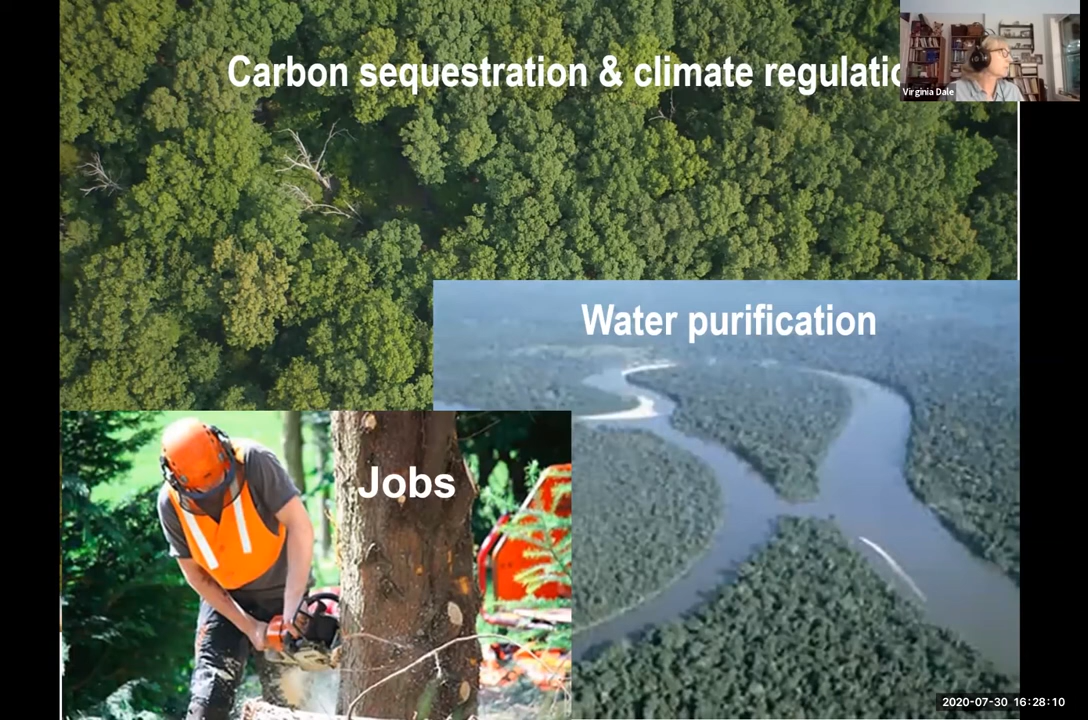 Carbon sequestration & climate regulatio
Virginia Dale
Water purification
Jobs
2020-07-30 16:28:10